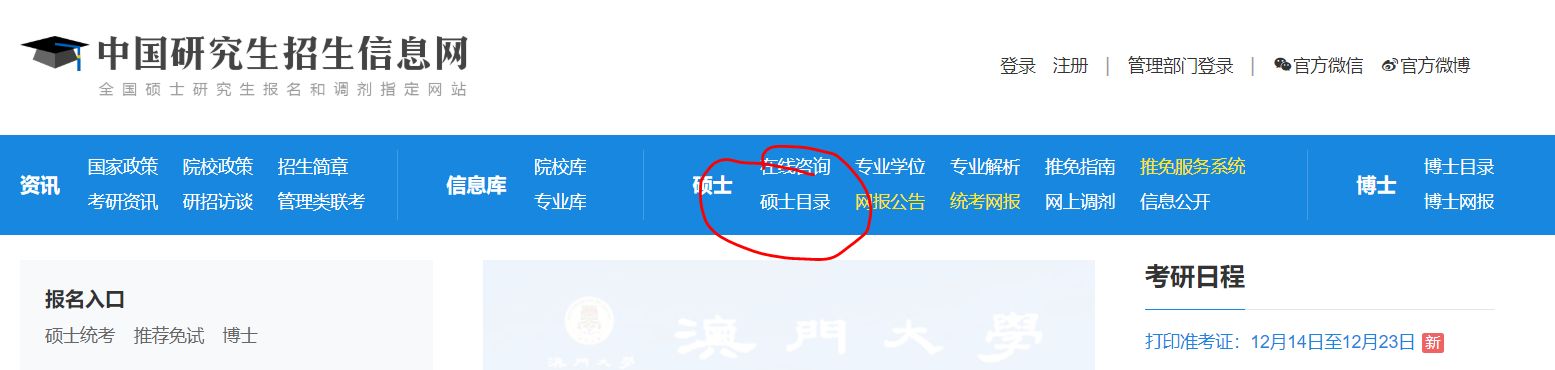 中国研究生招生信息网
全国硕士研究生报名和调剂指定网站
登录 注册 | 管理部门登录 | 官方微信 官方微博
资讯
国家政策 院校政策 招生简章
考研资讯 研招访谈 管理类联考
信息库
院校库
专业库
硕士
在线咨询 专业学位 专业解析 推免指南 推免服务系统
硕士目录 网报公告 统考网报 网上调剂 信息公开
博士
博士目录
博士网报
报名入口
硕士统考 推荐免试 博士
澳門大學
澳門大學
考研日程
打印准考证：12月14日至12月23日 新